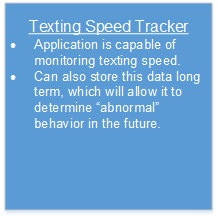 Texting Speed Tracker
• Application is capable of
monitoring texting speed.
• Can also store this data long
term, which will allow it to
determine “abnormal”
behavior in the future.